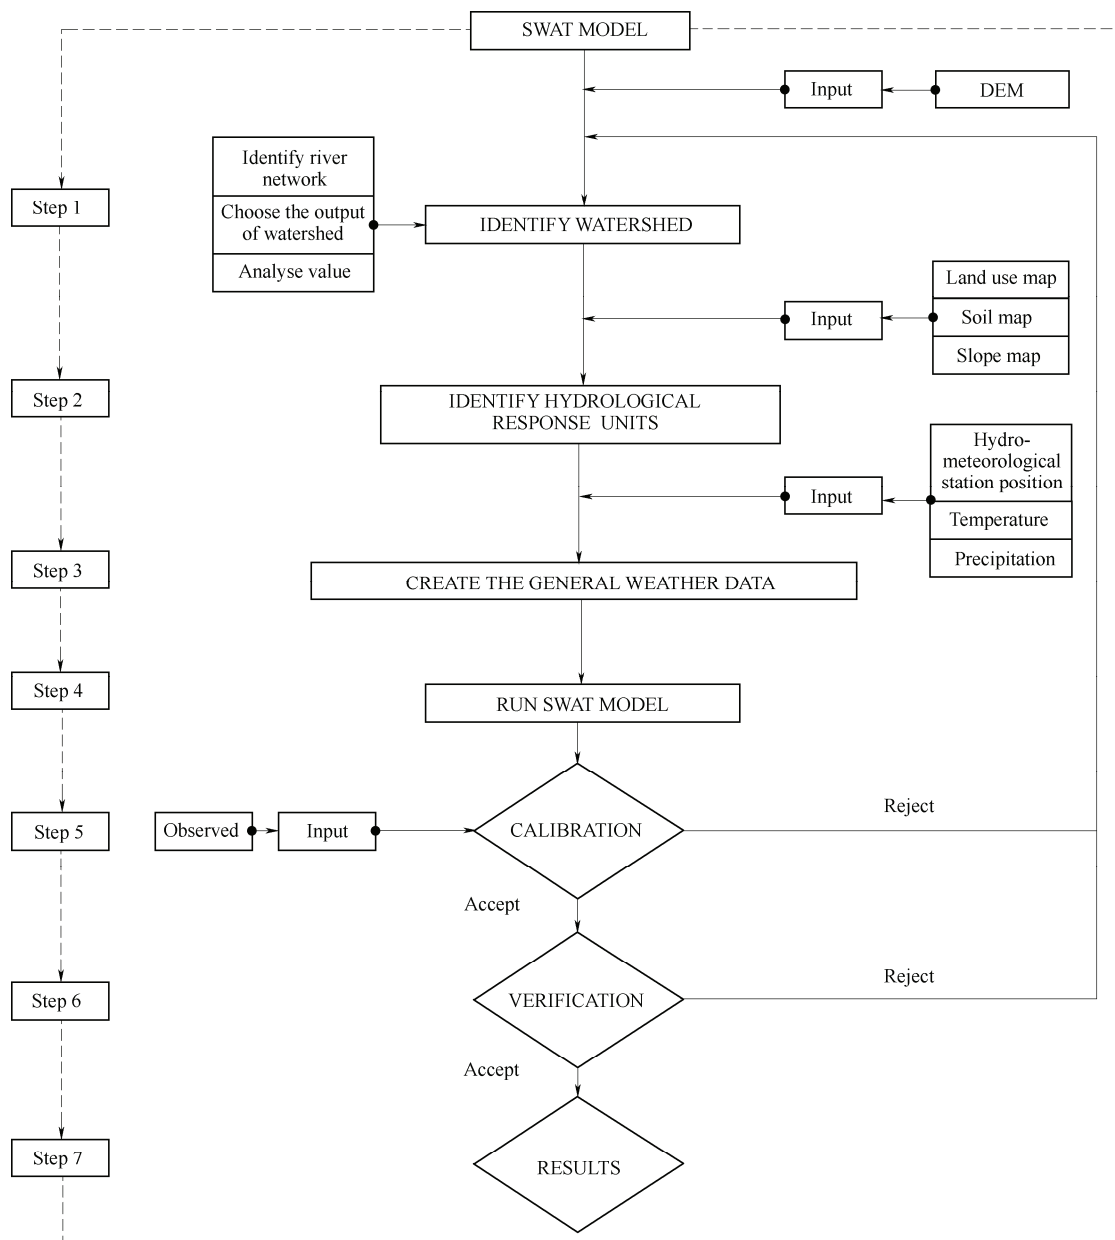 SWAT MODEL
Input
DEM
Identify river
network
Step 1
Choose the output
of watershed
IDENTIFY WATERSHED
Analyse value
Land use map
Input
Soil map
Slope map
Step 2
IDENTIFY HYDROLOGICAL
RESPONSE UNITS
Hydro-
meteorological
station position
Input
Temperature
Precipitation
Step 3
CREATE THE GENERAL WEATHER DATA
Step 4
RUN SWAT MODEL
Reject
Step 5
Observed
Input
CALIBRATION
Accept
Reject
Step 6
VERIFICATION
Accept
Step 7
RESULTS